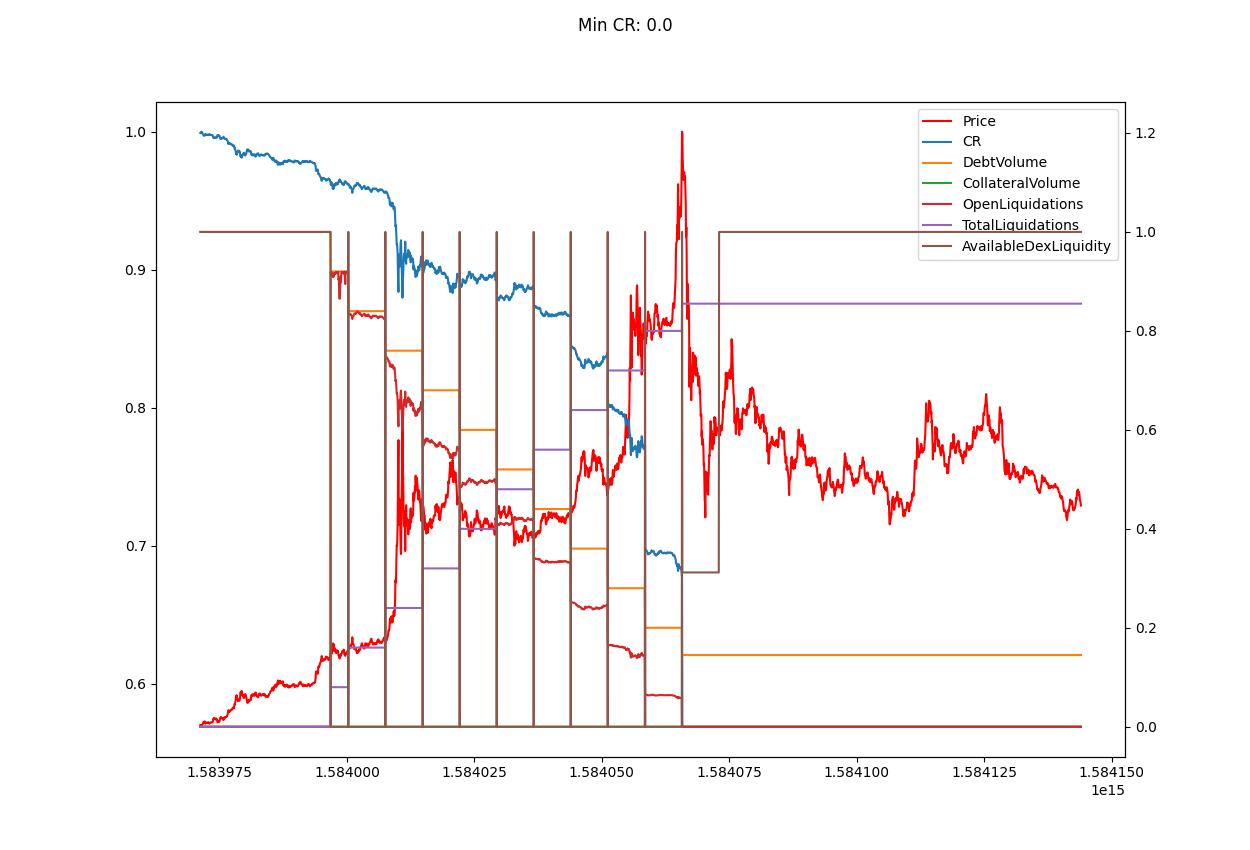 Min CR: 0.0
Price
CR
DebtVolume
CollateralVolume
OpenLiquidations
TotalLiquidations
AvailableDexLiquidity
1.0
0.9
0.8
0.7
0.6
1.2
1.0
0.8
0.6
0.4
0.2
0.0
1.583975 1.584000 1.584025 1.584050 1.584075 1.584100 1.584125 1.584150
1e15